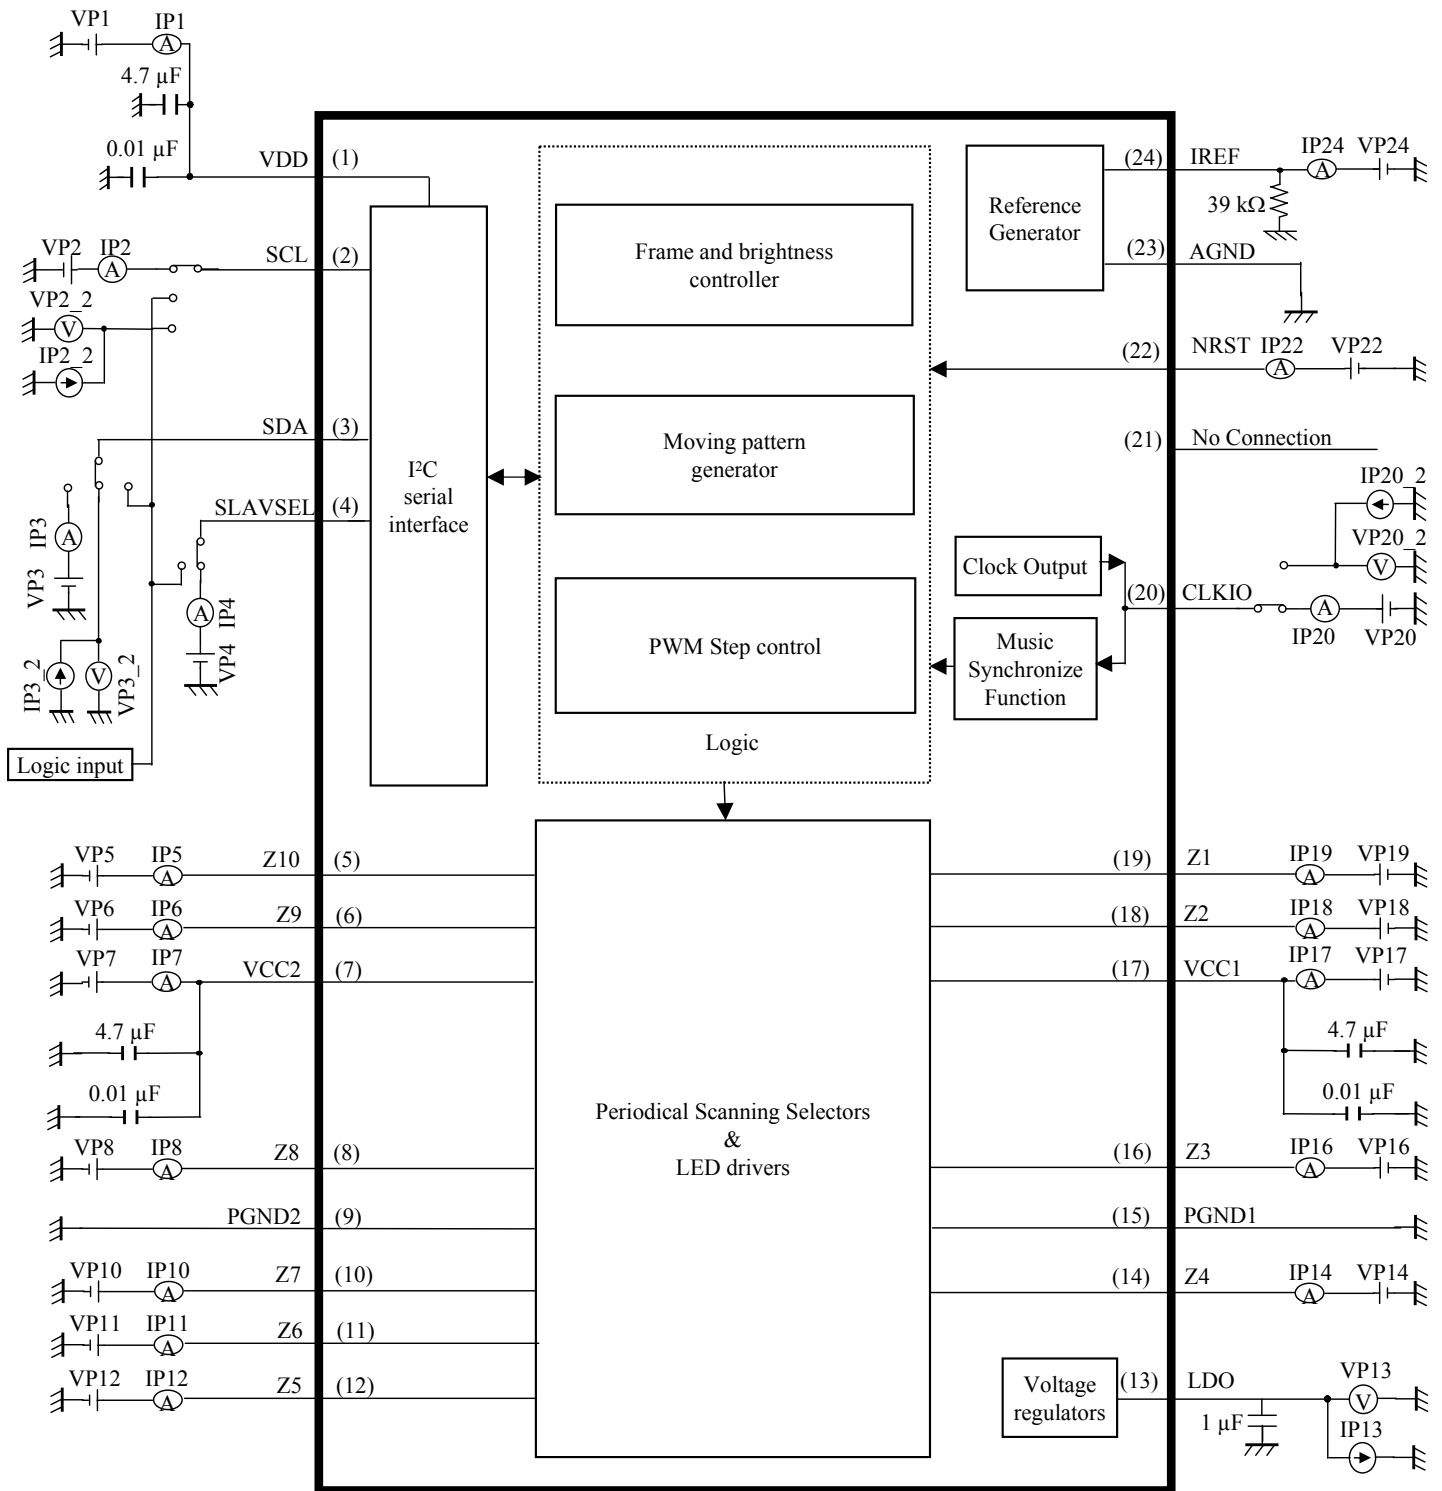 VP1 IP1
4.7 µF
0.01 µF
VDD (1)
VP2 IP2
SCL (2)
VP2_2
V
IP2_2
SDA (3)
SLAVSEL (4)
IP3
A
VP3
IP4
A
VP4
IP3_2
V
VP3_2
Logic input
A
A
I²C
serial
interface
Frame and brightness
controller
Moving pattern
generator
PWM Step control
Logic
Reference
Generator
(24) IREF
IP24 VP24
A
39 kΩ
(23) AGND
(22) NRST IP22 VP22
A
(21) No Connection
IP20_2
VP20_2
V
Clock Output
(20) CLKIO
A
IP20 VP20
Music
Synchronize
Function
VP5 IP5 Z10 (5)
A
VP6 IP6 Z9 (6)
A
VP7 IP7 VCC2 (7)
A
4.7 µF
0.01 µF
VP8 IP8 Z8 (8)
A
PGND2 (9)
VP10 IP10 Z7 (10)
A
VP11 IP11 Z6 (11)
A
VP12 IP12 Z5 (12)
A
Periodical Scanning Selectors
&
LED drivers
(19) Z1 IP19 VP19
A
(18) Z2 IP18 VP18
A
(17) VCC1 IP17 VP17
A
4.7 µF
0.01 µF
(16) Z3 IP16 VP16
A
(15) PGND1
(14) Z4 IP14 VP14
A
Voltage
regulators
(13) LDO
VP13
V
1 µF
IP13